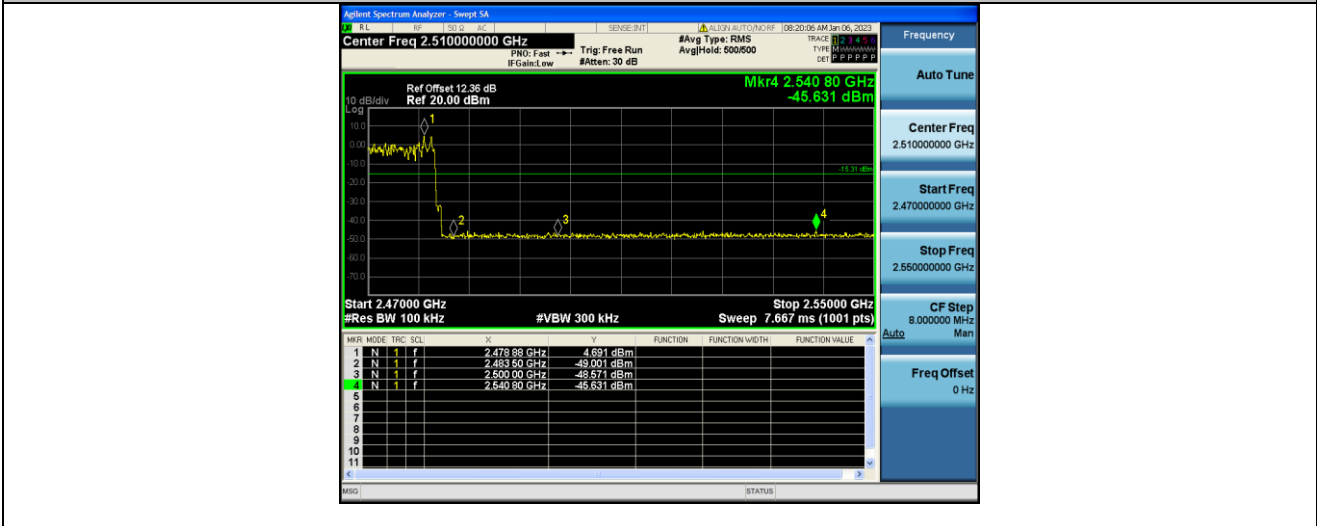 Agilent Spectrum Analyzer - Swept SA
RL RF 50 Ω AC SENSE:INT ALIGN AUTO/NO RF 08:20:06 AM Jan 06, 2023
Center Freq 2.510000000 GHz
PNO: Fast Trig: Free Run
IFGain:Low #Atten: 30 dB
#Avg Type: RMS
Avg|Hold: 500/500
TRACE 1 2 3 4 5 6
TYPE M
DET P P P P P P
Frequency
Mkr4 2.540 80 GHz
-45.631 dBm
Ref Offset 12.36 dB
10 dB/div Ref 20.00 dBm
Log
10.0
0.00
-10.0
-20.0
-30.0
-40.0
-50.0
-60.0
-70.0
1
2
3
4
-15.31 dBm
Start 2.47000 GHz Stop 2.55000 GHz
#Res BW 100 kHz #VBW 300 kHz Sweep 7.667 ms (1001 pts)
MKR MODE TRC SCL X Y FUNCTION FUNCTION WIDTH FUNCTION VALUE
1 N 1 f 2.478 88 GHz 4.691 dBm
2 N 1 f 2.483 50 GHz -49.001 dBm
3 N 1 f 2.500 00 GHz -48.571 dBm
4 N 1 f 2.540 80 GHz -45.631 dBm
5
6
7
8
9
10
11
MSG STATUS
Auto Tune
Center Freq
2.510000000 GHz
Start Freq
2.470000000 GHz
Stop Freq
2.550000000 GHz
CF Step
8.000000 MHz
Auto Man
Freq Offset
0 Hz